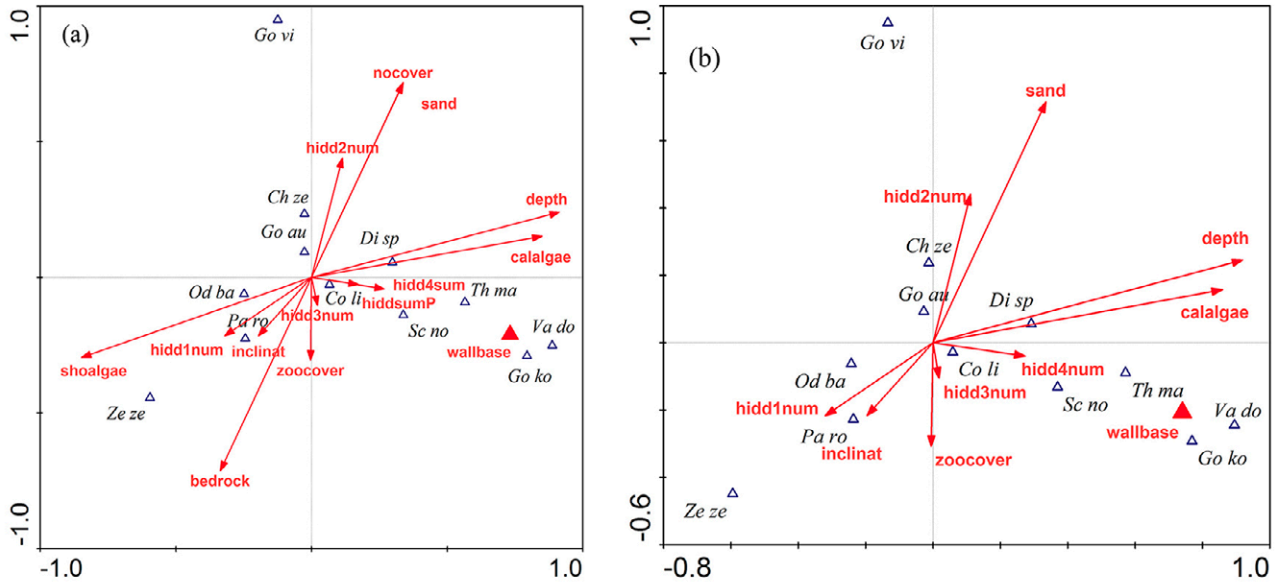 (a)
1.0
Go vi
nocover
sand
hidd2num
Ch ze
depth
Go au
Di sp
calalgae
Od ba
hidd4sum
Co li
hiddsumP
Th ma
hidd3num
Pa ro
Sc no
Va do
hidd1num
inclinat
wallbase
shoalgae
zoocover
Go ko
Ze ze
bedrock
-1.0
-1.0
1.0
(b)
1.0
Go vi
sand
hidd2num
Ch ze
depth
Go au
Di sp
calalgae
Od ba
Co li
hidd4num
hidd3num
Th ma
Sc no
hidd1num
Va do
Pa ro
wallbase
inclinat
zoocover
Go ko
Ze ze
-0.6
-0.8
1.0